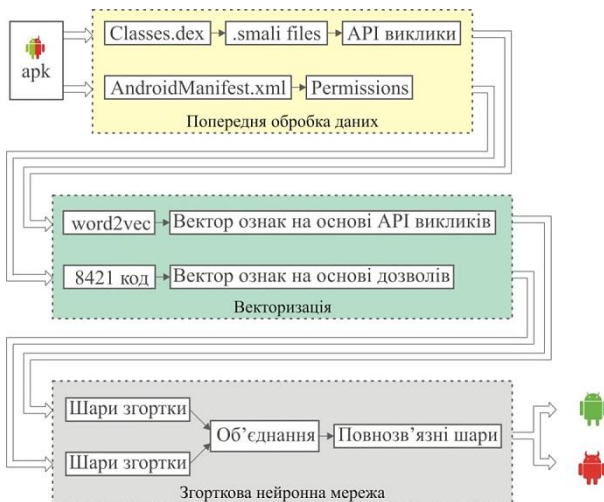 apk
Classes.dex
.smali files
API виклики
AndroidManifest.xml
Permissions
Попередня обробка даних
word2vec
Вектор ознак на основі API викликів
8421 код
Вектор ознак на основі дозволів
Векторизація
Шари згортки
Шари згортки
Об’єднання
Повнозв’язні шари
Згорткова нейронна мережа